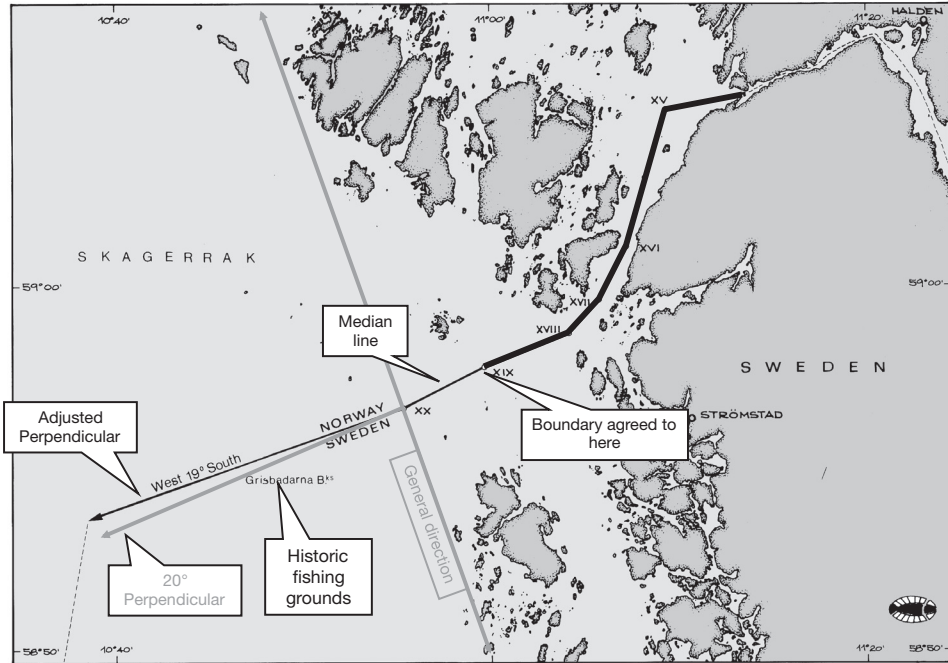 10°40'
11°00
11°20'
HALDEN
XV
SKAGERRAK
XVI
59°00'
59°00'
XVII
Median
line
XVIII
SWEDEN
XIX
XX
STRÖMSTAD
Boundary agreed to
here
Adjusted
Perpendicular
NORWAY
SWEDEN
West 19° South
Grisbadarna Bks
General direction
Historic
fishing
grounds
20°
Perpendicular
58°50'
10°40'
11°20'
58°50'